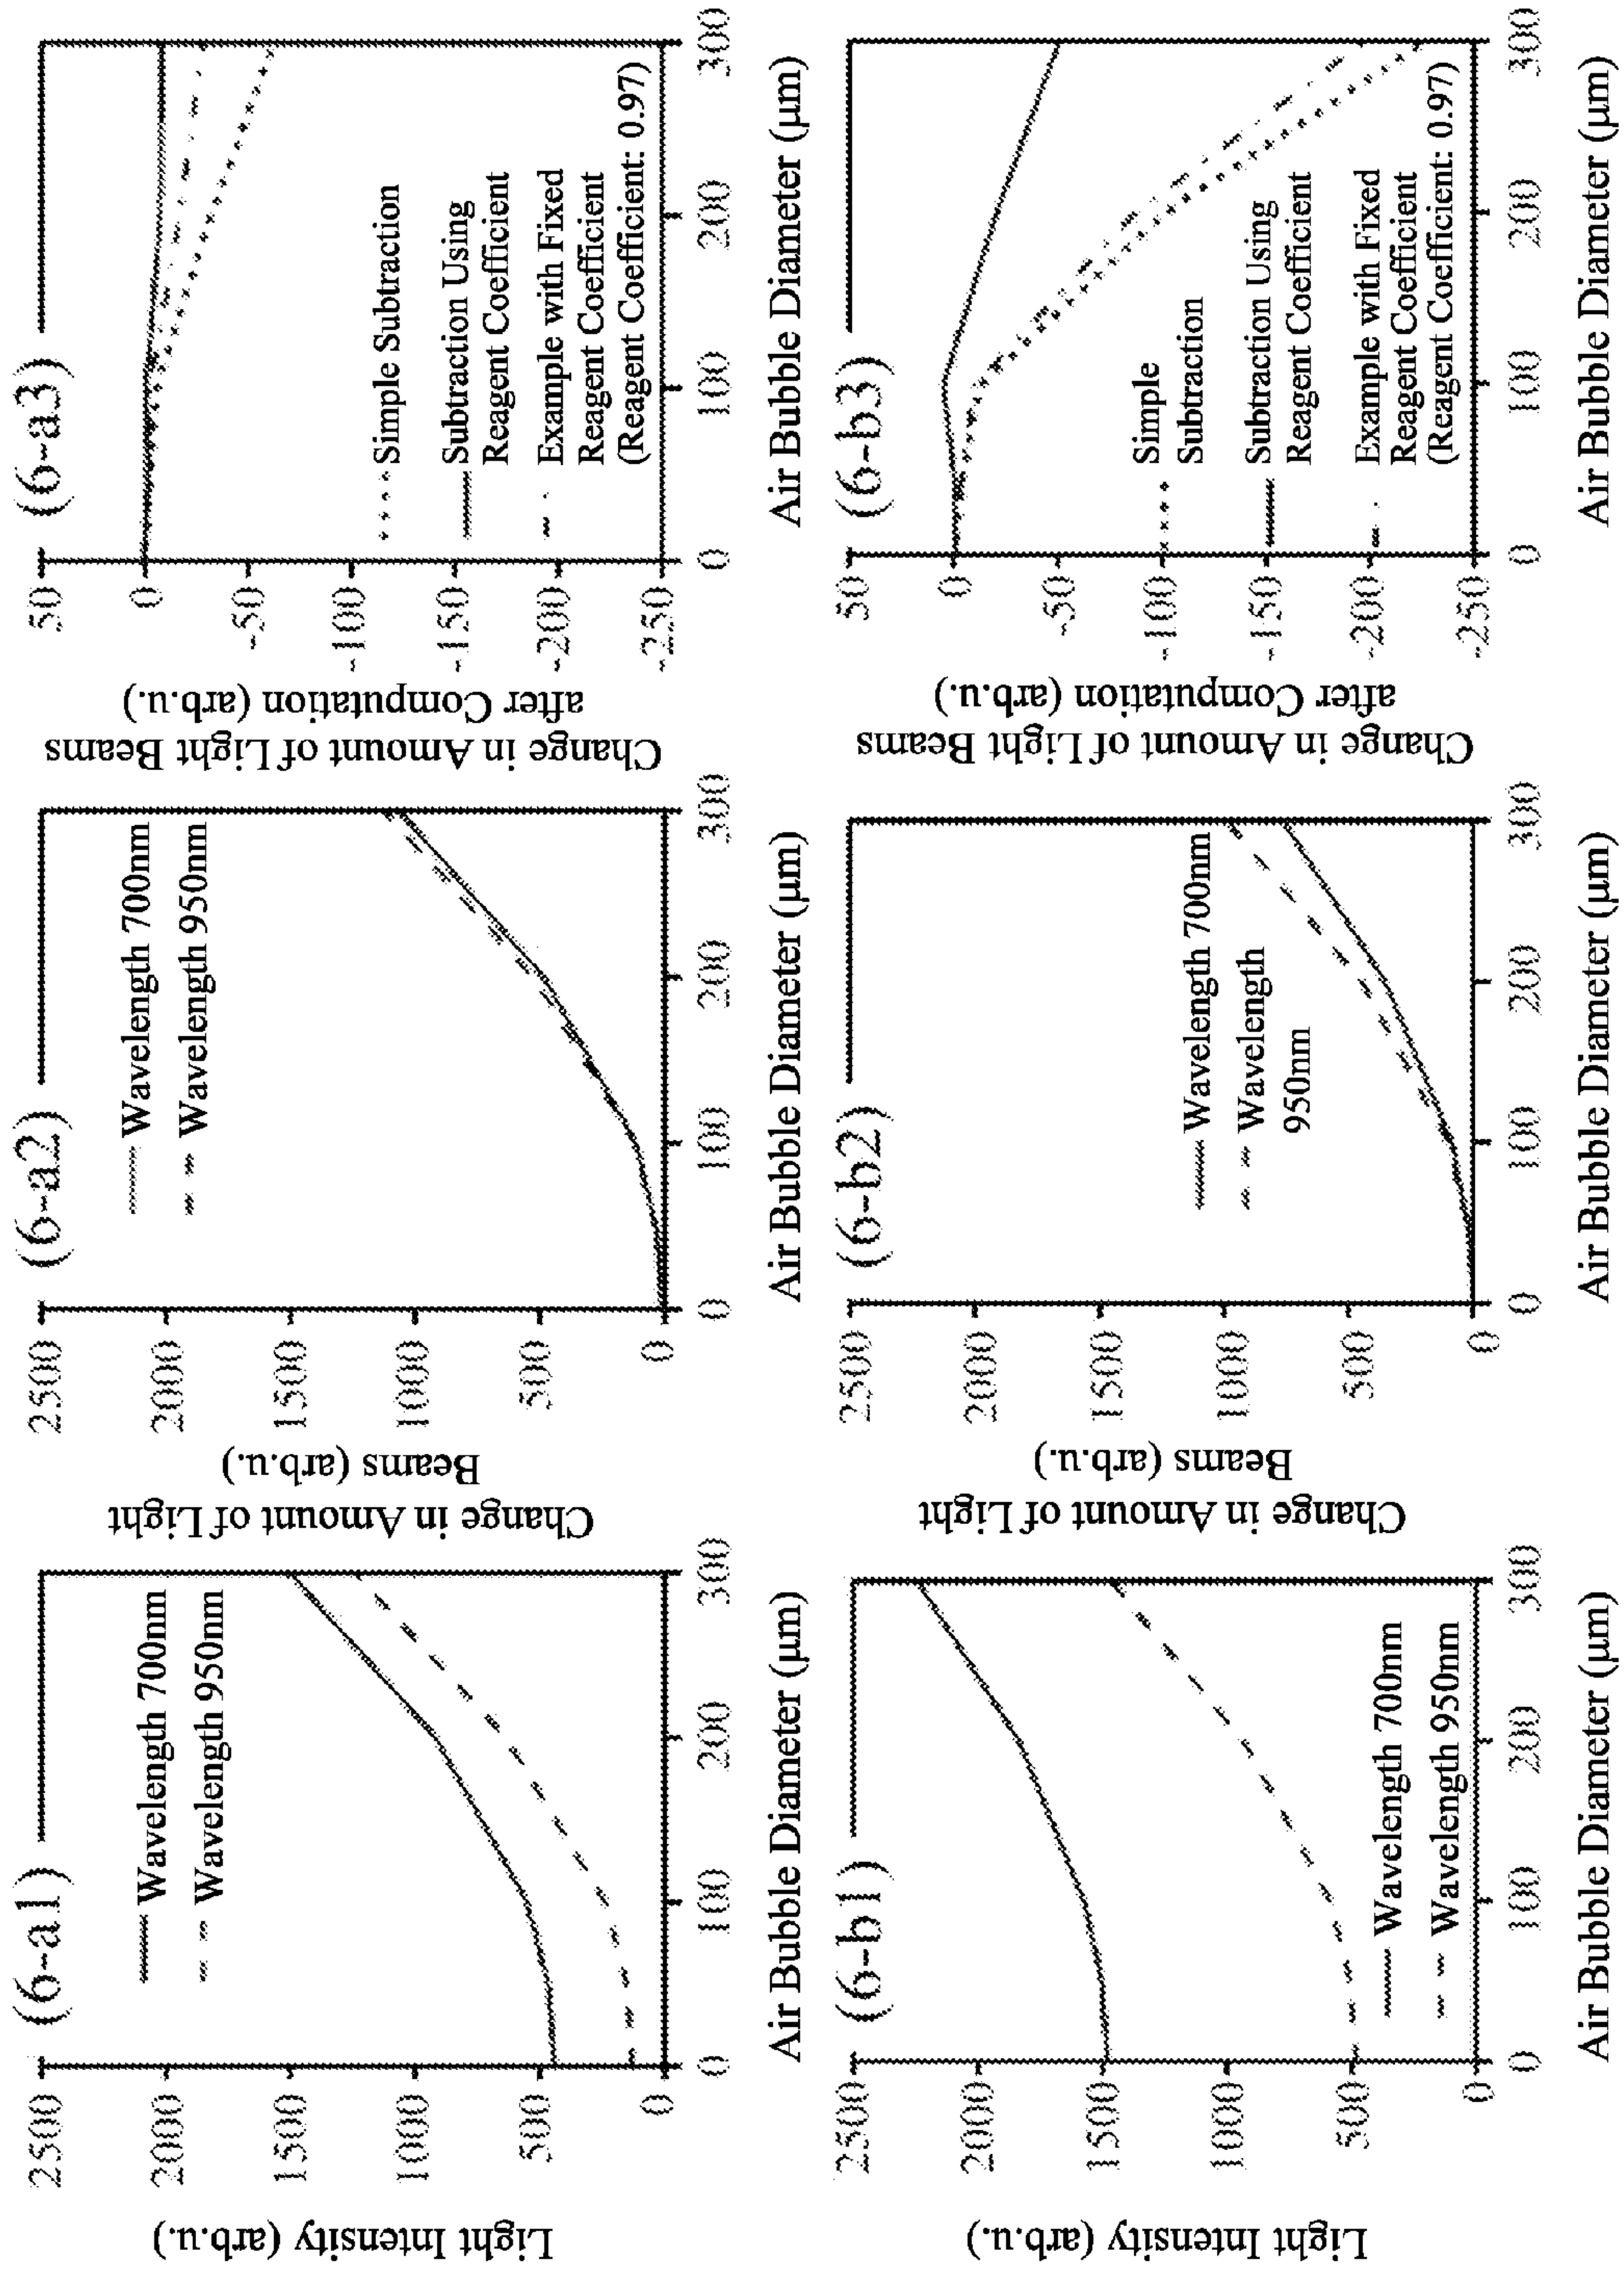 (6-a1)
2500
2000
1500
1000
500
0
Light Intensity (arb.u.)
Wavelength 700nm
Wavelength 950nm
0
100
200
300
Air Bubble Diameter (μm)
(6-a2)
2500
2000
1500
1000
500
0
Change in Amount of Light
Beams (arb.u.)
Wavelength 700nm
Wavelength 950nm
0
100
200
300
Air Bubble Diameter (μm)
(6-a3)
50
0
-50
-100
-150
-200
-250
Change in Amount of Light Beams
after Computation (arb.u.)
Simple Subtraction
Subtraction Using
Reagent Coefficient
Example with Fixed
Reagent Coefficient
(Reagent Coefficient: 0.97)
0
100
200
300
Air Bubble Diameter (μm)
(6-b1)
2500
2000
1500
1000
500
0
Light Intensity (arb.u.)
Wavelength 700nm
Wavelength 950nm
0
100
200
300
Air Bubble Diameter (μm)
(6-b2)
2500
2000
1500
1000
500
0
Change in Amount of Light
Beams (arb.u.)
Wavelength 700nm
Wavelength
950nm
0
100
200
300
Air Bubble Diameter (μm)
(6-b3)
50
0
-50
-100
-150
-200
-250
Change in Amount of Light Beams
after Computation (arb.u.)
Simple
Subtraction
Subtraction Using
Reagent Coefficient
Example with Fixed
Reagent Coefficient
(Reagent Coefficient: 0.97)
0
100
200
300
Air Bubble Diameter (μm)